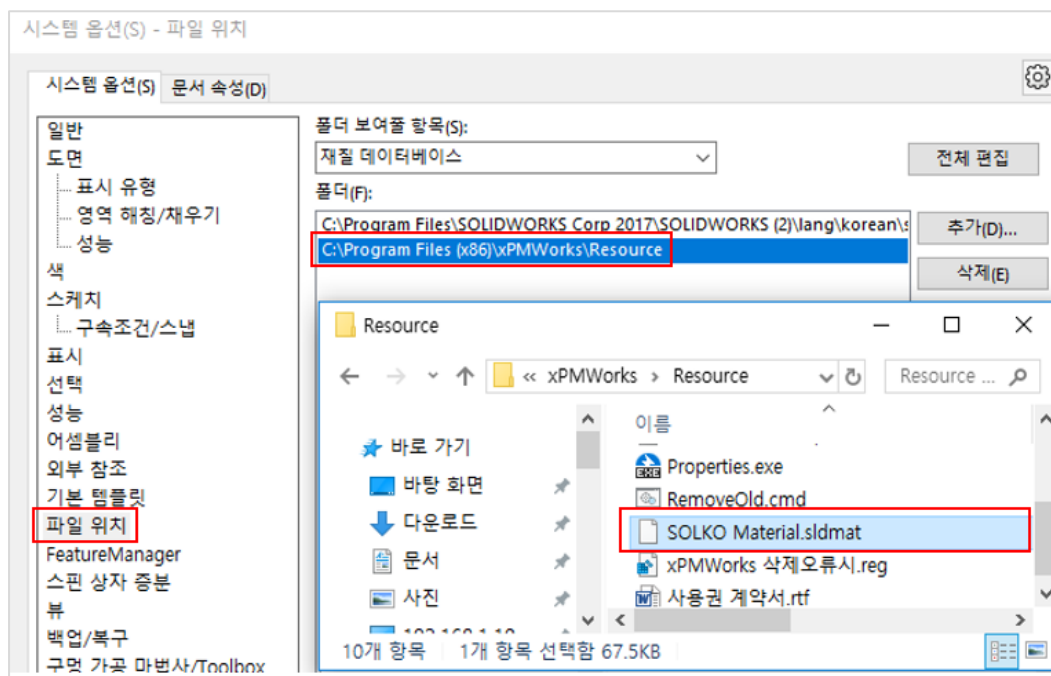 시스템 옵션(S) - 파일 위치
시스템 옵션(S)
문서 속성(D)
일반
도면
표시 유형
영역 해칭/채우기
성능
색
스케치
구속조건/스냅
표시
선택
성능
어셈블리
외부 참조
기본 템플릿
파일 위치
FeatureManager
스핀 상자 증분
뷰
백업/복구
구멍 가공 마법사/Toolbox
폴더 보여줄 항목(S):
재질 데이터베이스
전체 편집
폴더(F):
C:\Program Files\SOLIDWORKS Corp 2017\SOLIDWORKS (2)\lang\korean\s
C:\Program Files (x86)\xPMWorks\Resource
추가(D)...
삭제(E)
Resource
« xPMWorks > Resource
Resource ...
바로 가기
바탕 화면
다운로드
문서
사진
이름
Properties.exe
RemoveOld.cmd
SOLKO Material.sldmat
xPMWorks 삭제오류시.reg
사용권 계약서.rtf
10개 항목
1개 항목 선택함 67.5KB